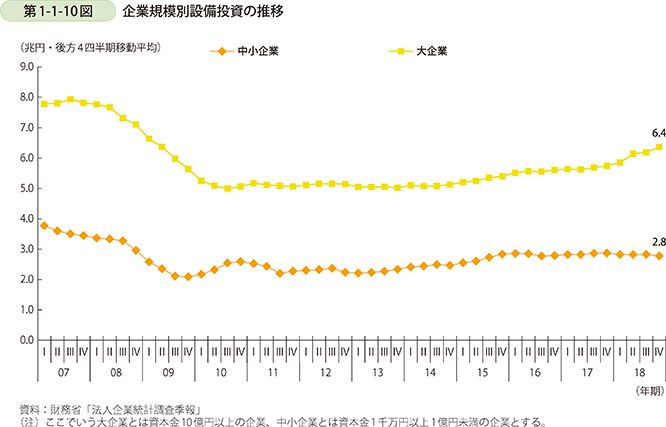 第1-1-10図 企業規模別設備投資の推移
(兆円・後方4四半期移動平均)
中小企業 大企業
9.0
8.0
7.0
6.0
5.0
4.0
3.0
2.0
1.0
0.0
6.4
2.8
Ⅰ Ⅱ Ⅲ Ⅳ Ⅰ Ⅱ Ⅲ Ⅳ Ⅰ Ⅱ Ⅲ Ⅳ Ⅰ Ⅱ Ⅲ Ⅳ Ⅰ Ⅱ Ⅲ Ⅳ Ⅰ Ⅱ Ⅲ Ⅳ Ⅰ Ⅱ Ⅲ Ⅳ Ⅰ Ⅱ Ⅲ Ⅳ Ⅰ Ⅱ Ⅲ Ⅳ Ⅰ Ⅱ Ⅲ Ⅳ Ⅰ Ⅱ Ⅲ Ⅳ Ⅰ Ⅱ Ⅲ Ⅳ
07 08 09 10 11 12 13 14 15 16 17 18
(年期)
資料:財務省「法人企業統計調査季報」
(注)ここでいう大企業とは資本金10億円以上の企業、中小企業とは資本金1千万円以上1億円未満の企業とする。